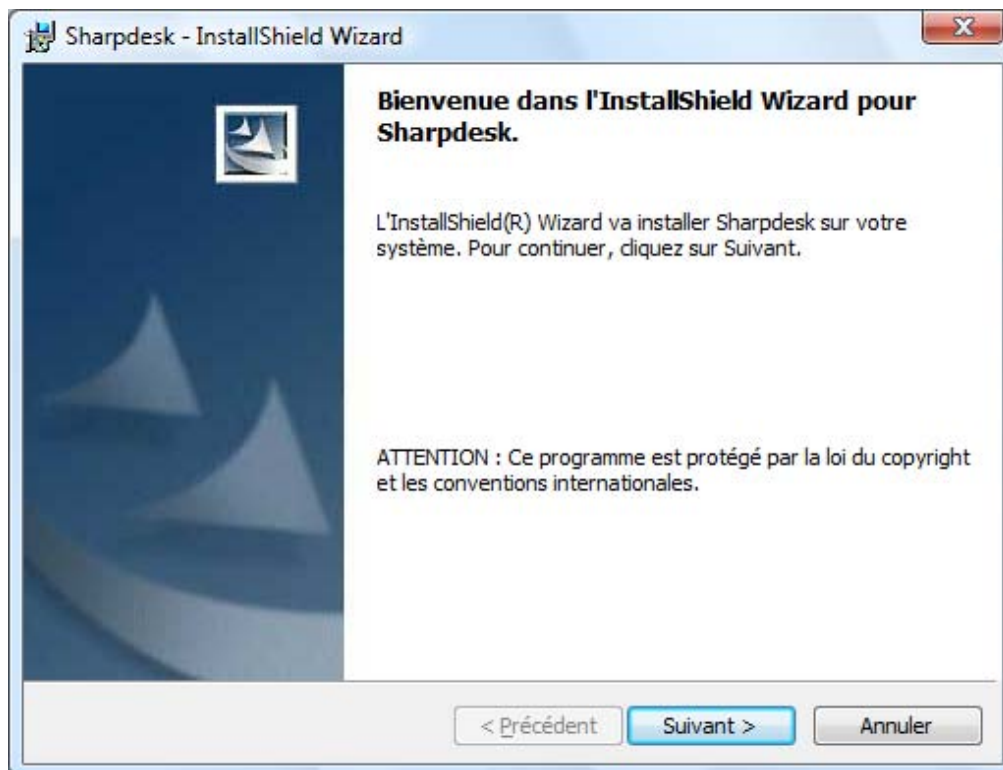 Sharpdesk - InstallShield Wizard
Bienvenue dans l'InstallShield Wizard pour
Sharpdesk.
L'InstallShield(R) Wizard va installer Sharpdesk sur votre
système. Pour continuer, cliquez sur Suivant.
ATTENTION : Ce programme est protégé par la loi du copyright
et les conventions internationales.
< Précédent
Suivant >
Annuler